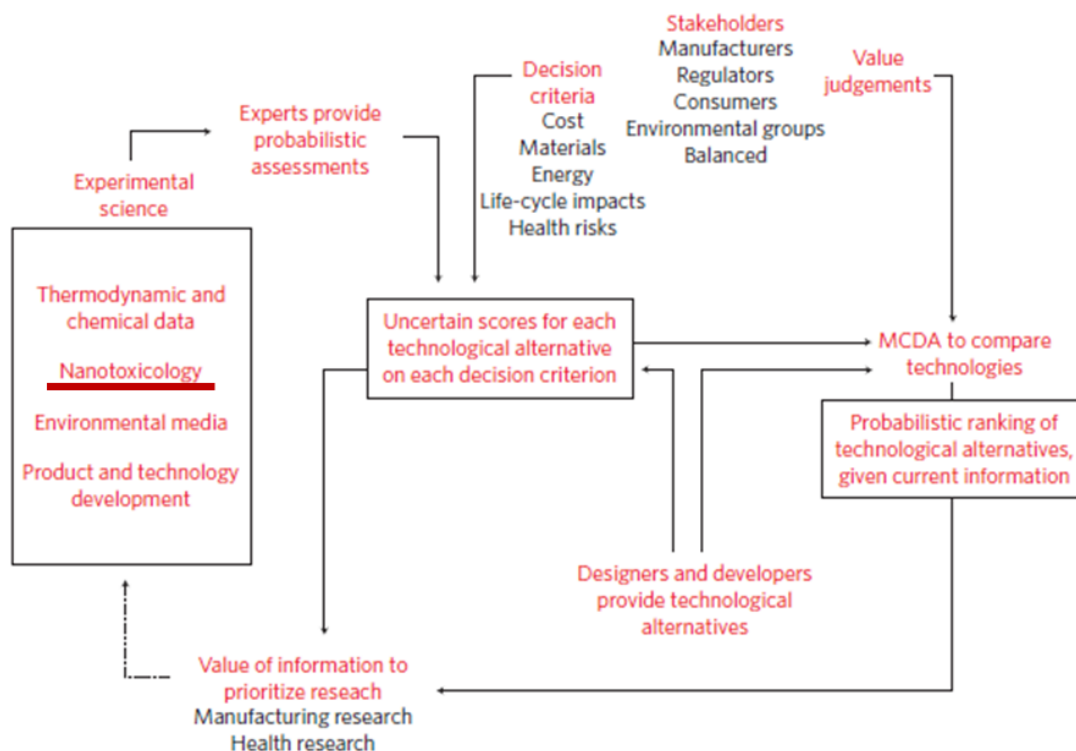 Stakeholders
Manufacturers
Regulators
Consumers
Environmental groups
Balanced
Decision
criteria
Cost
Materials
Energy
Life-cycle impacts
Health risks
Value
judgements
Experts provide
probabilistic
assessments
Experimental
science
Thermodynamic and
chemical data
Nanotoxicology
Environmental media
Product and technology
development
Uncertain scores for each
technological alternative
on each decision criterion
MCDA to compare
technologies
Probabilistic ranking of
technological alternatives,
given current information
Designers and developers
provide technological
alternatives
Value of information to
prioritize reseach
Manufacturing research
Health research